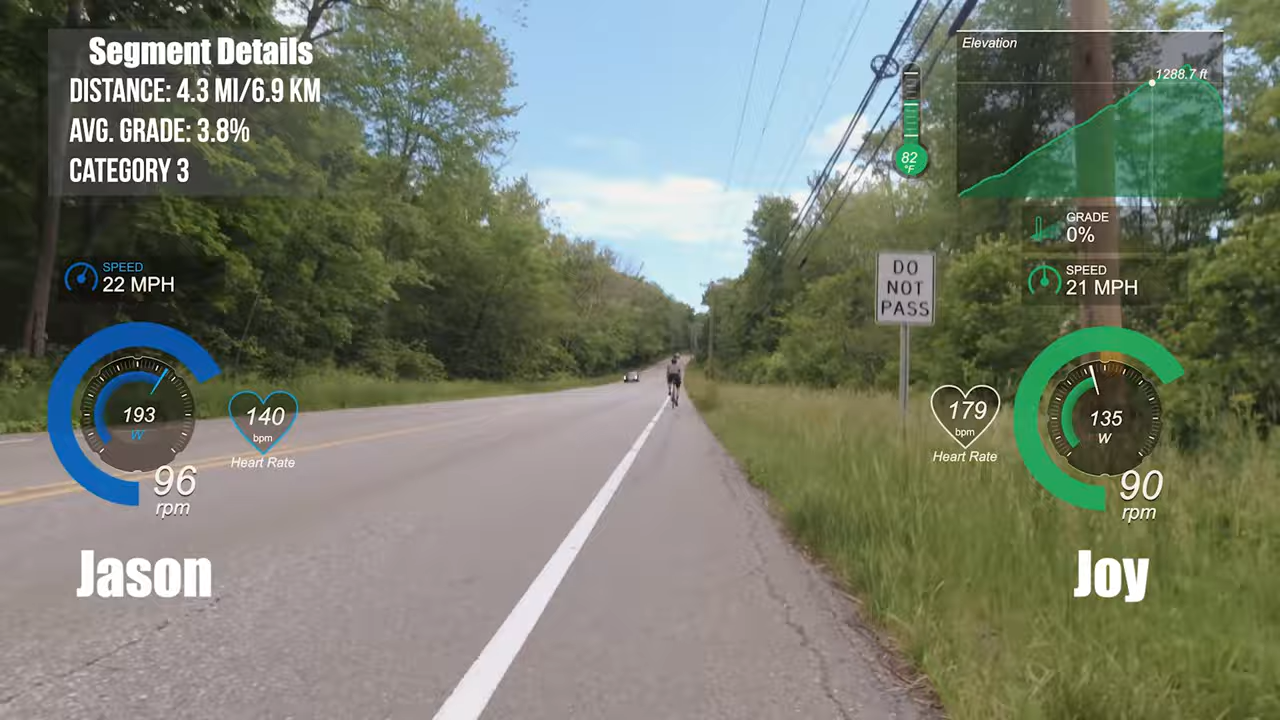 Segment Details
DISTANCE: 4.3 MI/6.9 KM
AVG. GRADE: 3.8%
CATEGORY 3
SPEED
22 MPH
193
W
96
rpm
140
bpm
Heart Rate
Jason
Elevation
1288.7 ft
82
°F
GRADE
0%
SPEED
21 MPH
DO
NOT
PASS
179
bpm
Heart Rate
135
W
90
rpm
Joy